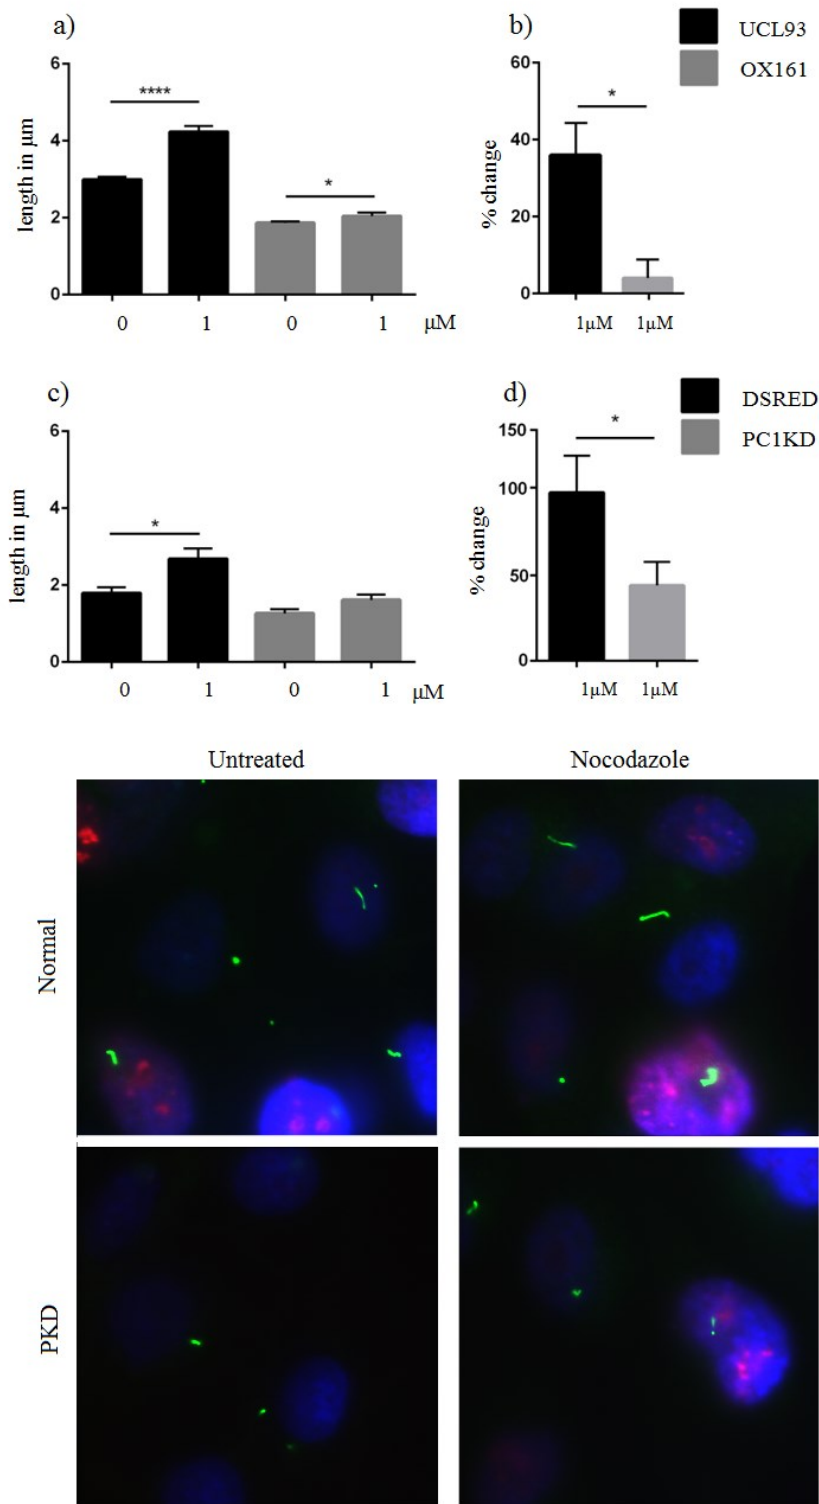 a)
length in µm
6
4
2
0
****
*
0 1 0 1 µM
b)
% change
60
40
20
0
*
1µM 1µM
UCL93
OX161
c)
length in µm
6
4
2
0
*
0 1 0 1 µM
d)
% change
150
100
50
0
*
1µM 1µM
DSRED
PC1KD
Untreated Nocodazole
Normal
PKD